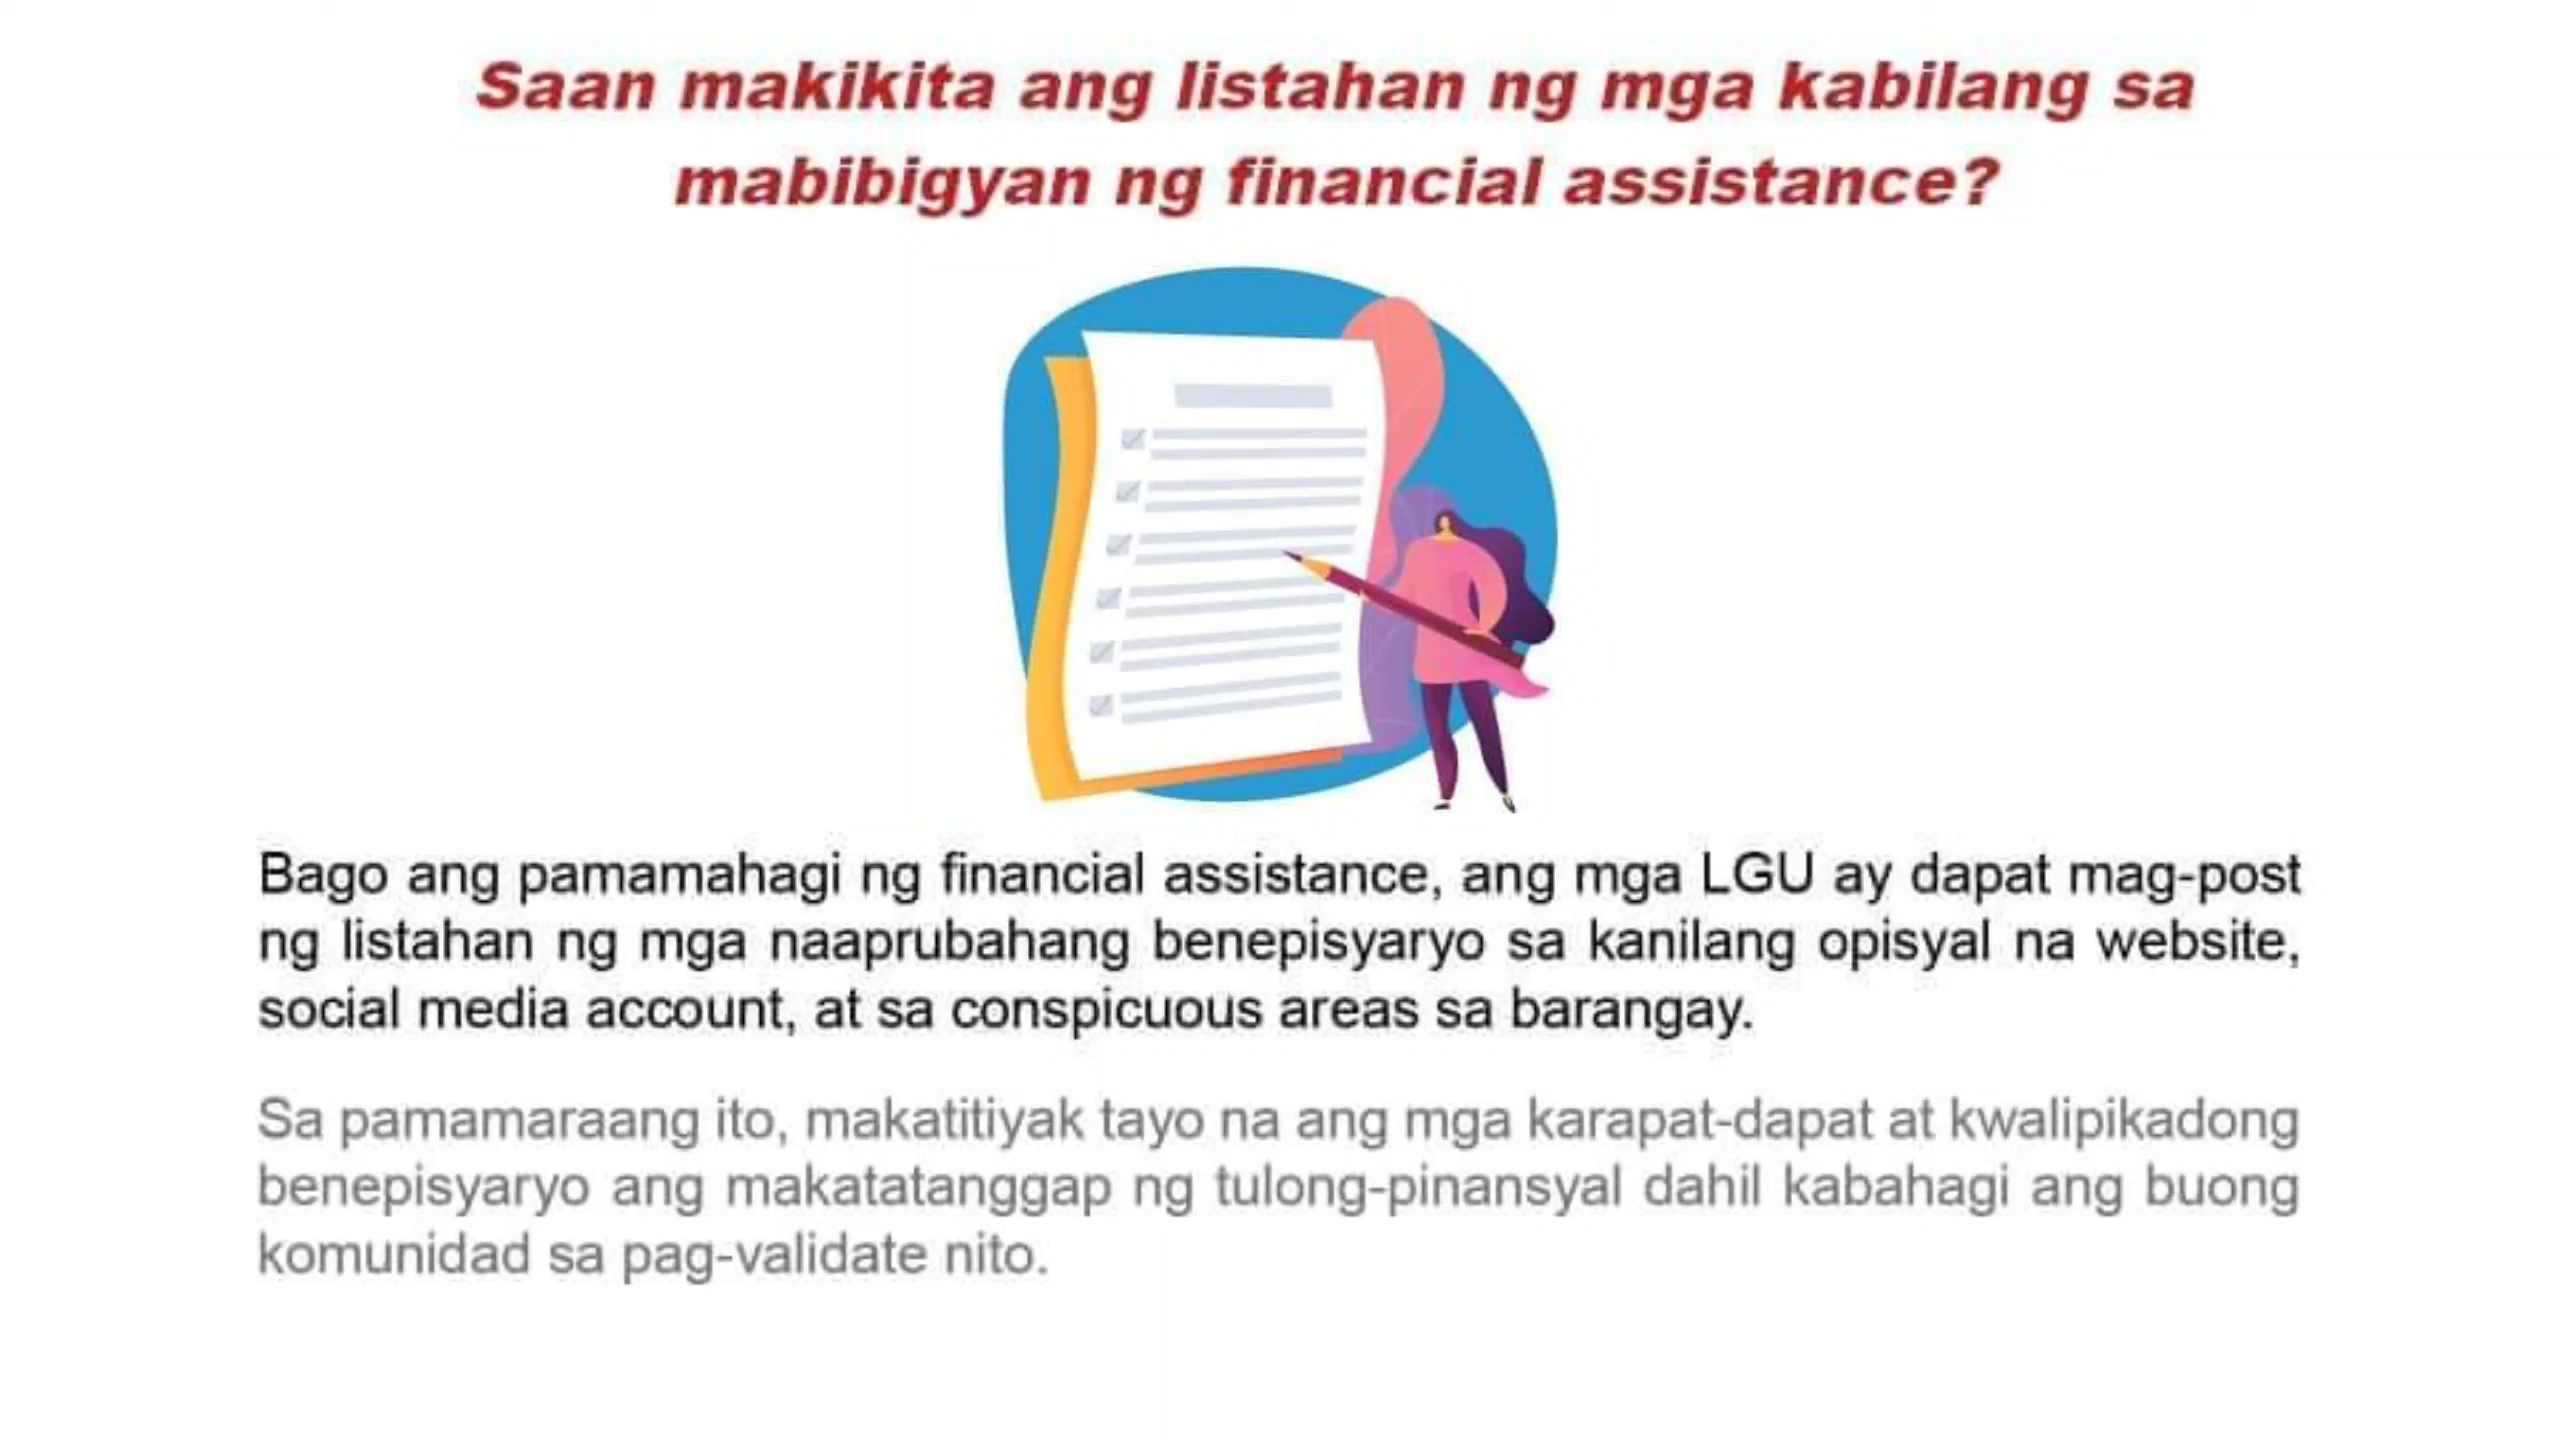 Saan makikita ang listahan ng mga kabilang sa
mabibigyan ng financial assistance?
Bago ang pamamahagi ng financial assistance, ang mga LGU ay dapat mag-post
ng listahan ng mga naaprubahang benepisyaryo sa kanilang opisyal na website,
social media account, at sa conspicuous areas sa barangay.
Sa pamamaraang ito, makatitiyak tayo na ang mga karapat-dapat at kwalipikadong
benepisyaryo ang makatatanggap ng tulong-pinansyal dahil kabahagi ang buong
komunidad sa pag-validate nito.